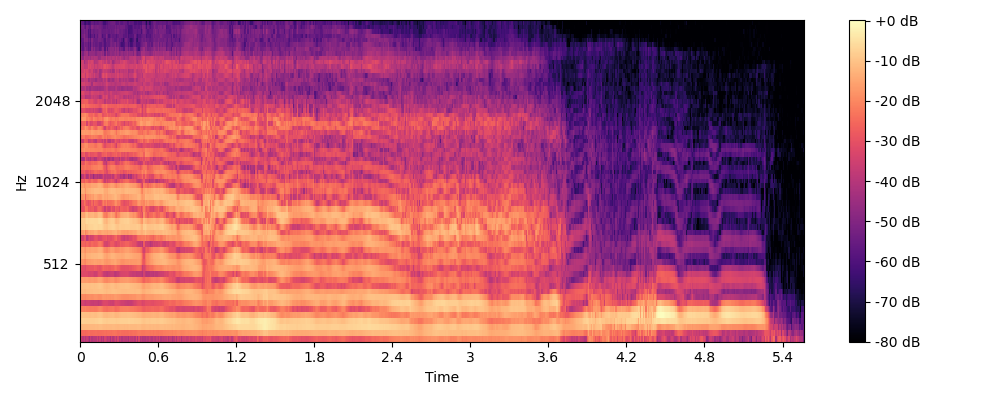 +0 dB
-10 dB
2048
-20 dB
-30 dB
Hz
1024
-40 dB
-50 dB
512
-60 dB
-70 dB
-80 dB
0 0.6 1.2 1.8 2.4 3 3.6 4.2 4.8 5.4
Time